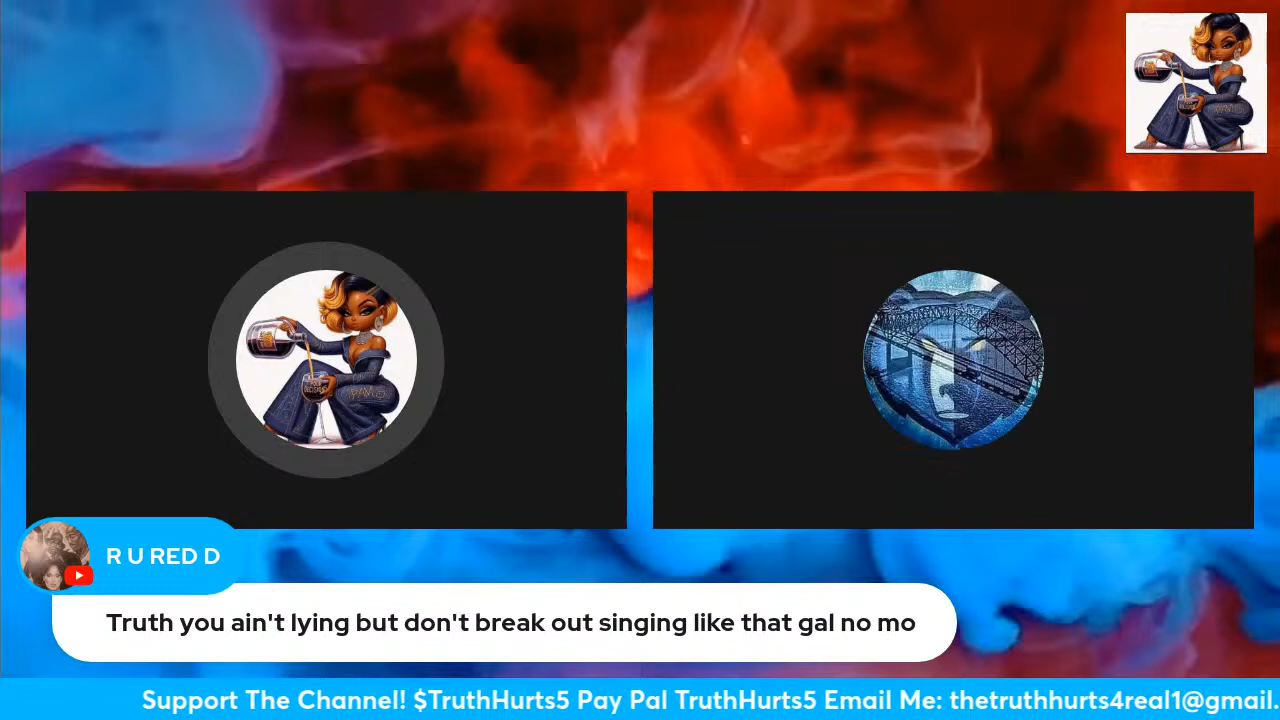 R U RED D
Truth you ain't lying but don't break out singing like that gal no mo
Support The Channel! $TruthHurts5 Pay Pal TruthHurts5 Email Me: thetruthhurts4real1@gmail.